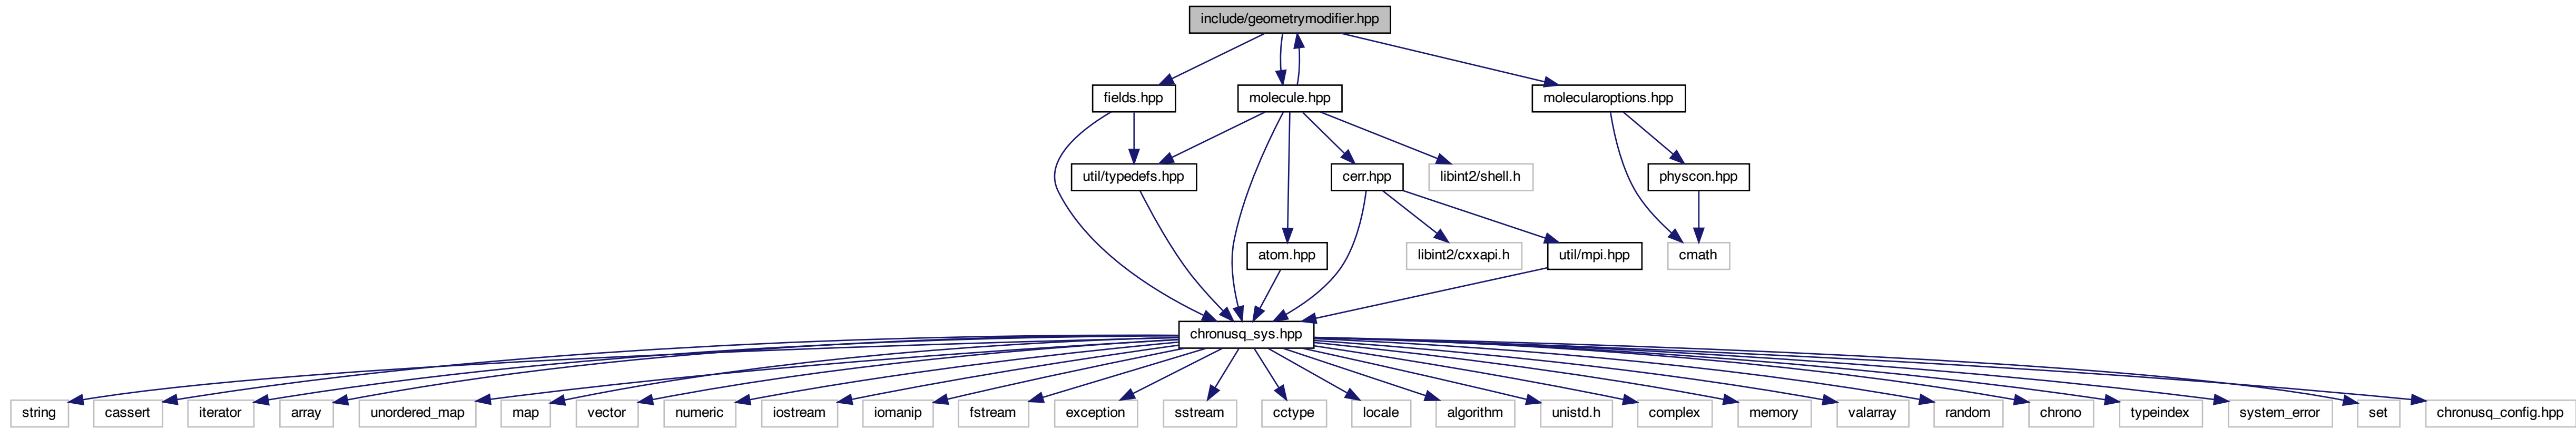 include/geometrymodifier.hpp
fields.hpp
molecule.hpp
molecularoptions.hpp
util/typedefs.hpp
cerr.hpp
libint2/shell.h
physcon.hpp
atom.hpp
libint2/cxxapi.h
util/mpi.hpp
cmath
chronusq_sys.hpp
string
cassert
iterator
array
unordered_map
map
vector
numeric
iostream
iomanip
fstream
exception
sstream
cctype
locale
algorithm
unistd.h
complex
memory
valarray
random
chrono
typeindex
system_error
set
chronusq_config.hpp